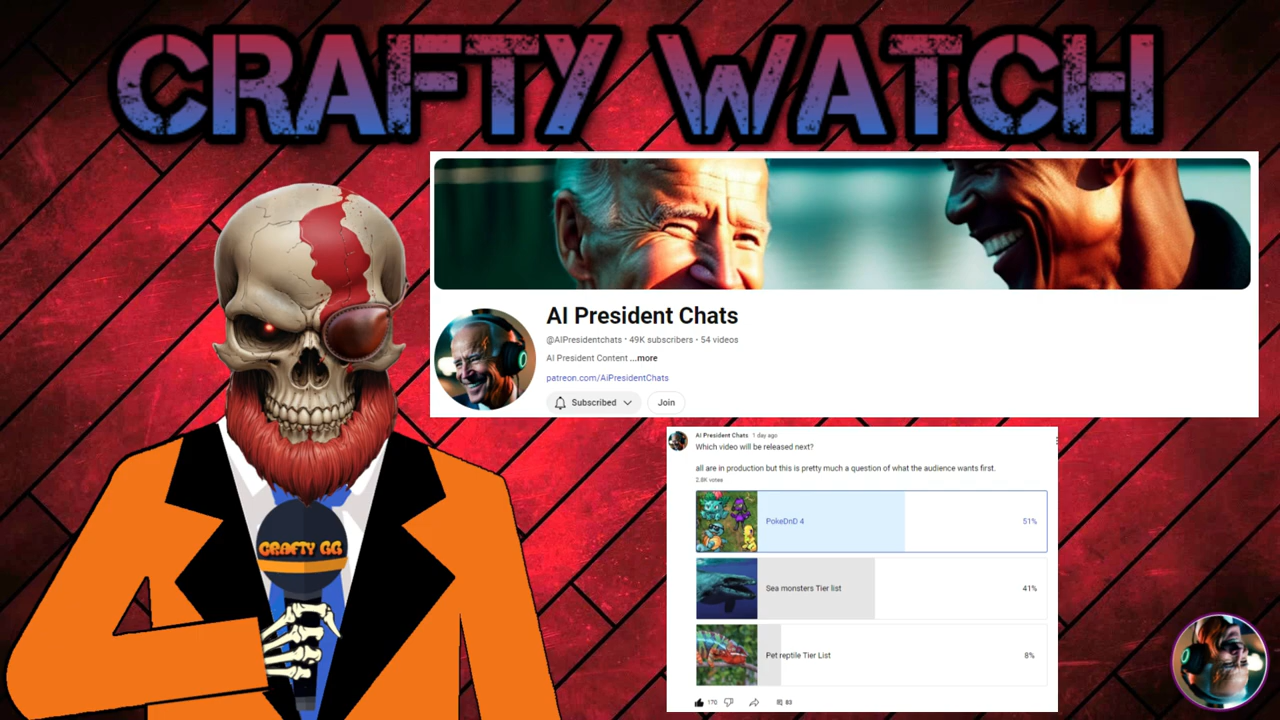 CRAFTY WATCH
AI President Chats
@AIPresidentchats • 49K subscribers • 54 videos
AI President Content ...more
patreon.com/AiPresidentChats
Subscribed
Join
CRAFTY GG
AI President Chats 1 day ago
Which video will be released next?
all are in production but this is pretty much a question of what the audience wants first.
2.8K votes
PokeDnD 4 51%
Sea monsters Tier list 41%
Pet reptile Tier List 8%
170 83